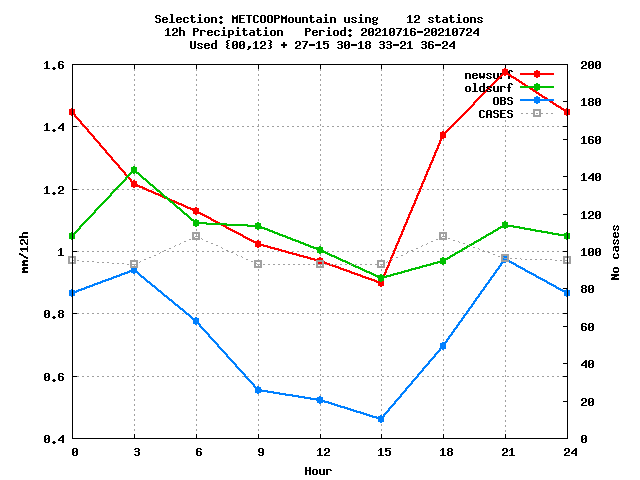 Selection: METCOOPMountain using    12 stations
12h Precipitation   Period: 20210716-20210724
Used {00,12} + 27-15 30-18 33-21 36-24
newsurf
oldsurf
OBS
CASES
1.6
1.4
1.2
1
0.8
0.6
0.4
mm/12h
200
180
160
140
120
100
80
60
40
20
0
No cases
0 3 6 9 12 15 18 21 24
Hour